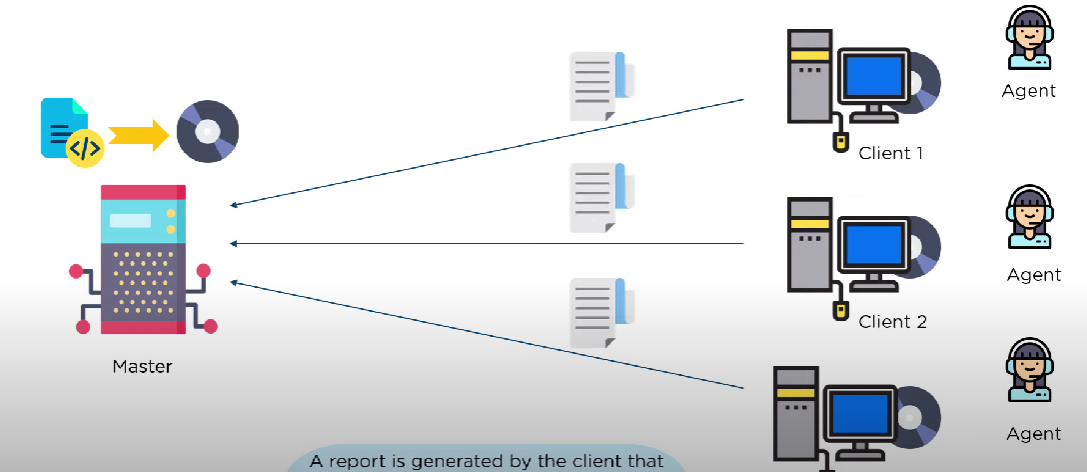 Agent
Client 1
Agent
Client 2
Master
Agent
A report is generated by the client that